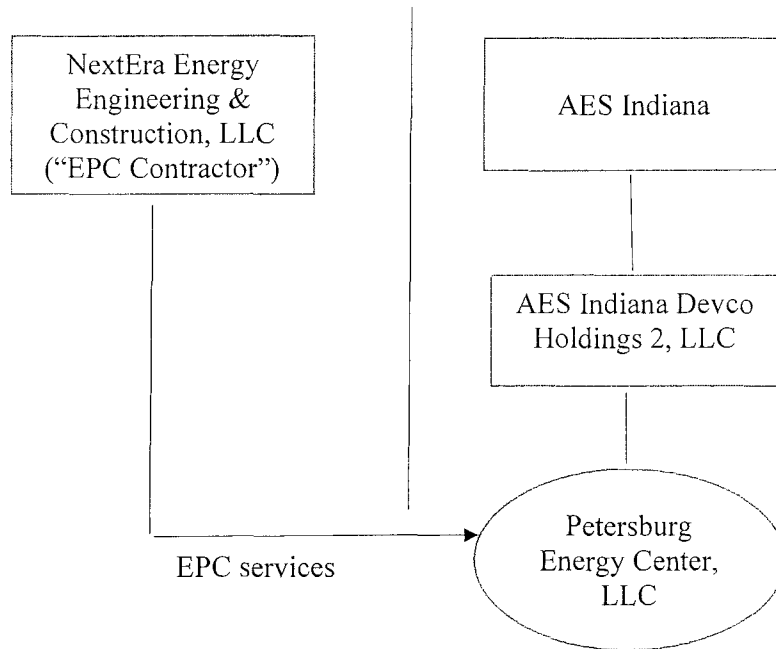 NextEra Energy
Engineering &
Construction, LLC
("EPC Contractor")
AES Indiana
AES Indiana Devco
Holdings 2, LLC
EPC services
Petersburg
Energy Center,
LLC